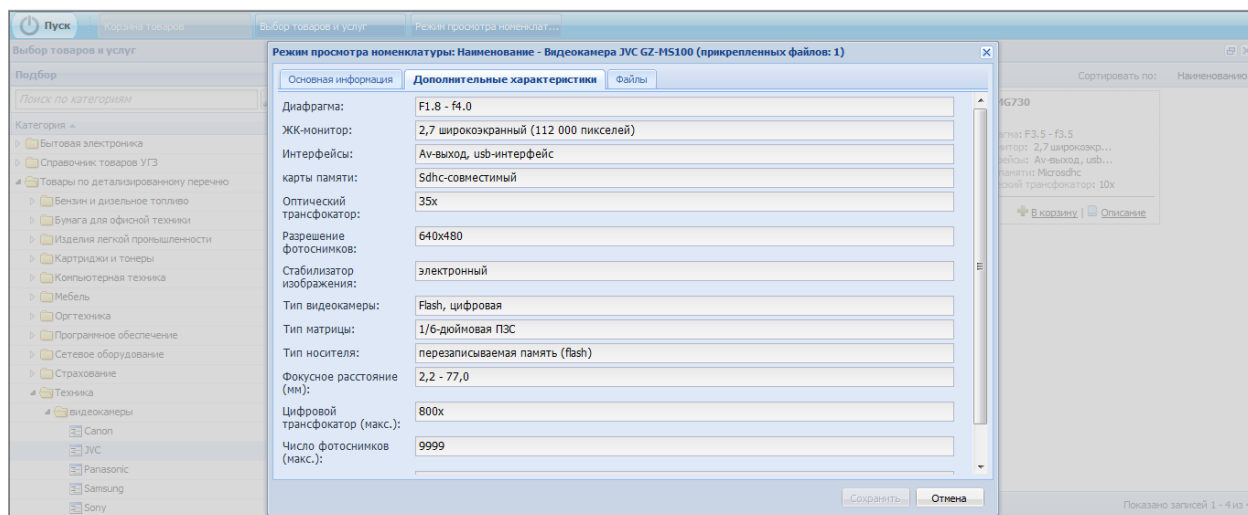 Пуск
Корзина товаров
Выбор товаров и услуг
Режим просмотра номенклат...
Выбор товаров и услуг
Подбор
Поиск по категориям
Категория
Бытовая электроника
Справочник товаров УГЗ
Товары по детализированному перечню
Бензин и дизельное топливо
Бумага для офисной техники
Изделия легкой промышленности
Картриджи и тонеры
Компьютерная техника
Мебель
Оргтехника
Программное обеспечение
Сетевое оборудование
Страхование
Техника
видеокамеры
Canon
JVC
Panasonic
Samsung
Sony
Режим просмотра номенклатуры: Наименование - Видеокамера JVC GZ-MS100 (прикрепленных файлов: 1)
Основная информация
Дополнительные характеристики
Файлы
Диафрагма: F1.8 - f4.0
ЖК-монитор: 2,7 широкоэкранный (112 000 пикселей)
Интерфейсы: Av-выход, usb-интерфейс
карты памяти: Sdhc-совместимый
Оптический
трансфокатор: 35x
Разрешение
фотоснимков: 640x480
Стабилизатор
изображения: электронный
Тип видеокамеры: Flash, цифровая
Тип матрицы: 1/6-дюймовая ПЗС
Тип носителя: перезаписываемая память (flash)
Фокусное расстояние
(мм): 2,2 - 77,0
Цифровой
трансфокатор (макс.): 800x
Число фотоснимков
(макс.): 9999
Сохранить
Отмена
Сортировать по: Наименованию
MG730
F3.5 - f3.5
2,7 широкоэкр...
Av-выход, usb...
памяти: Microsdhc
трансфокатор: 10x
В корзину | Описание
Показано записей 1 - 4 из